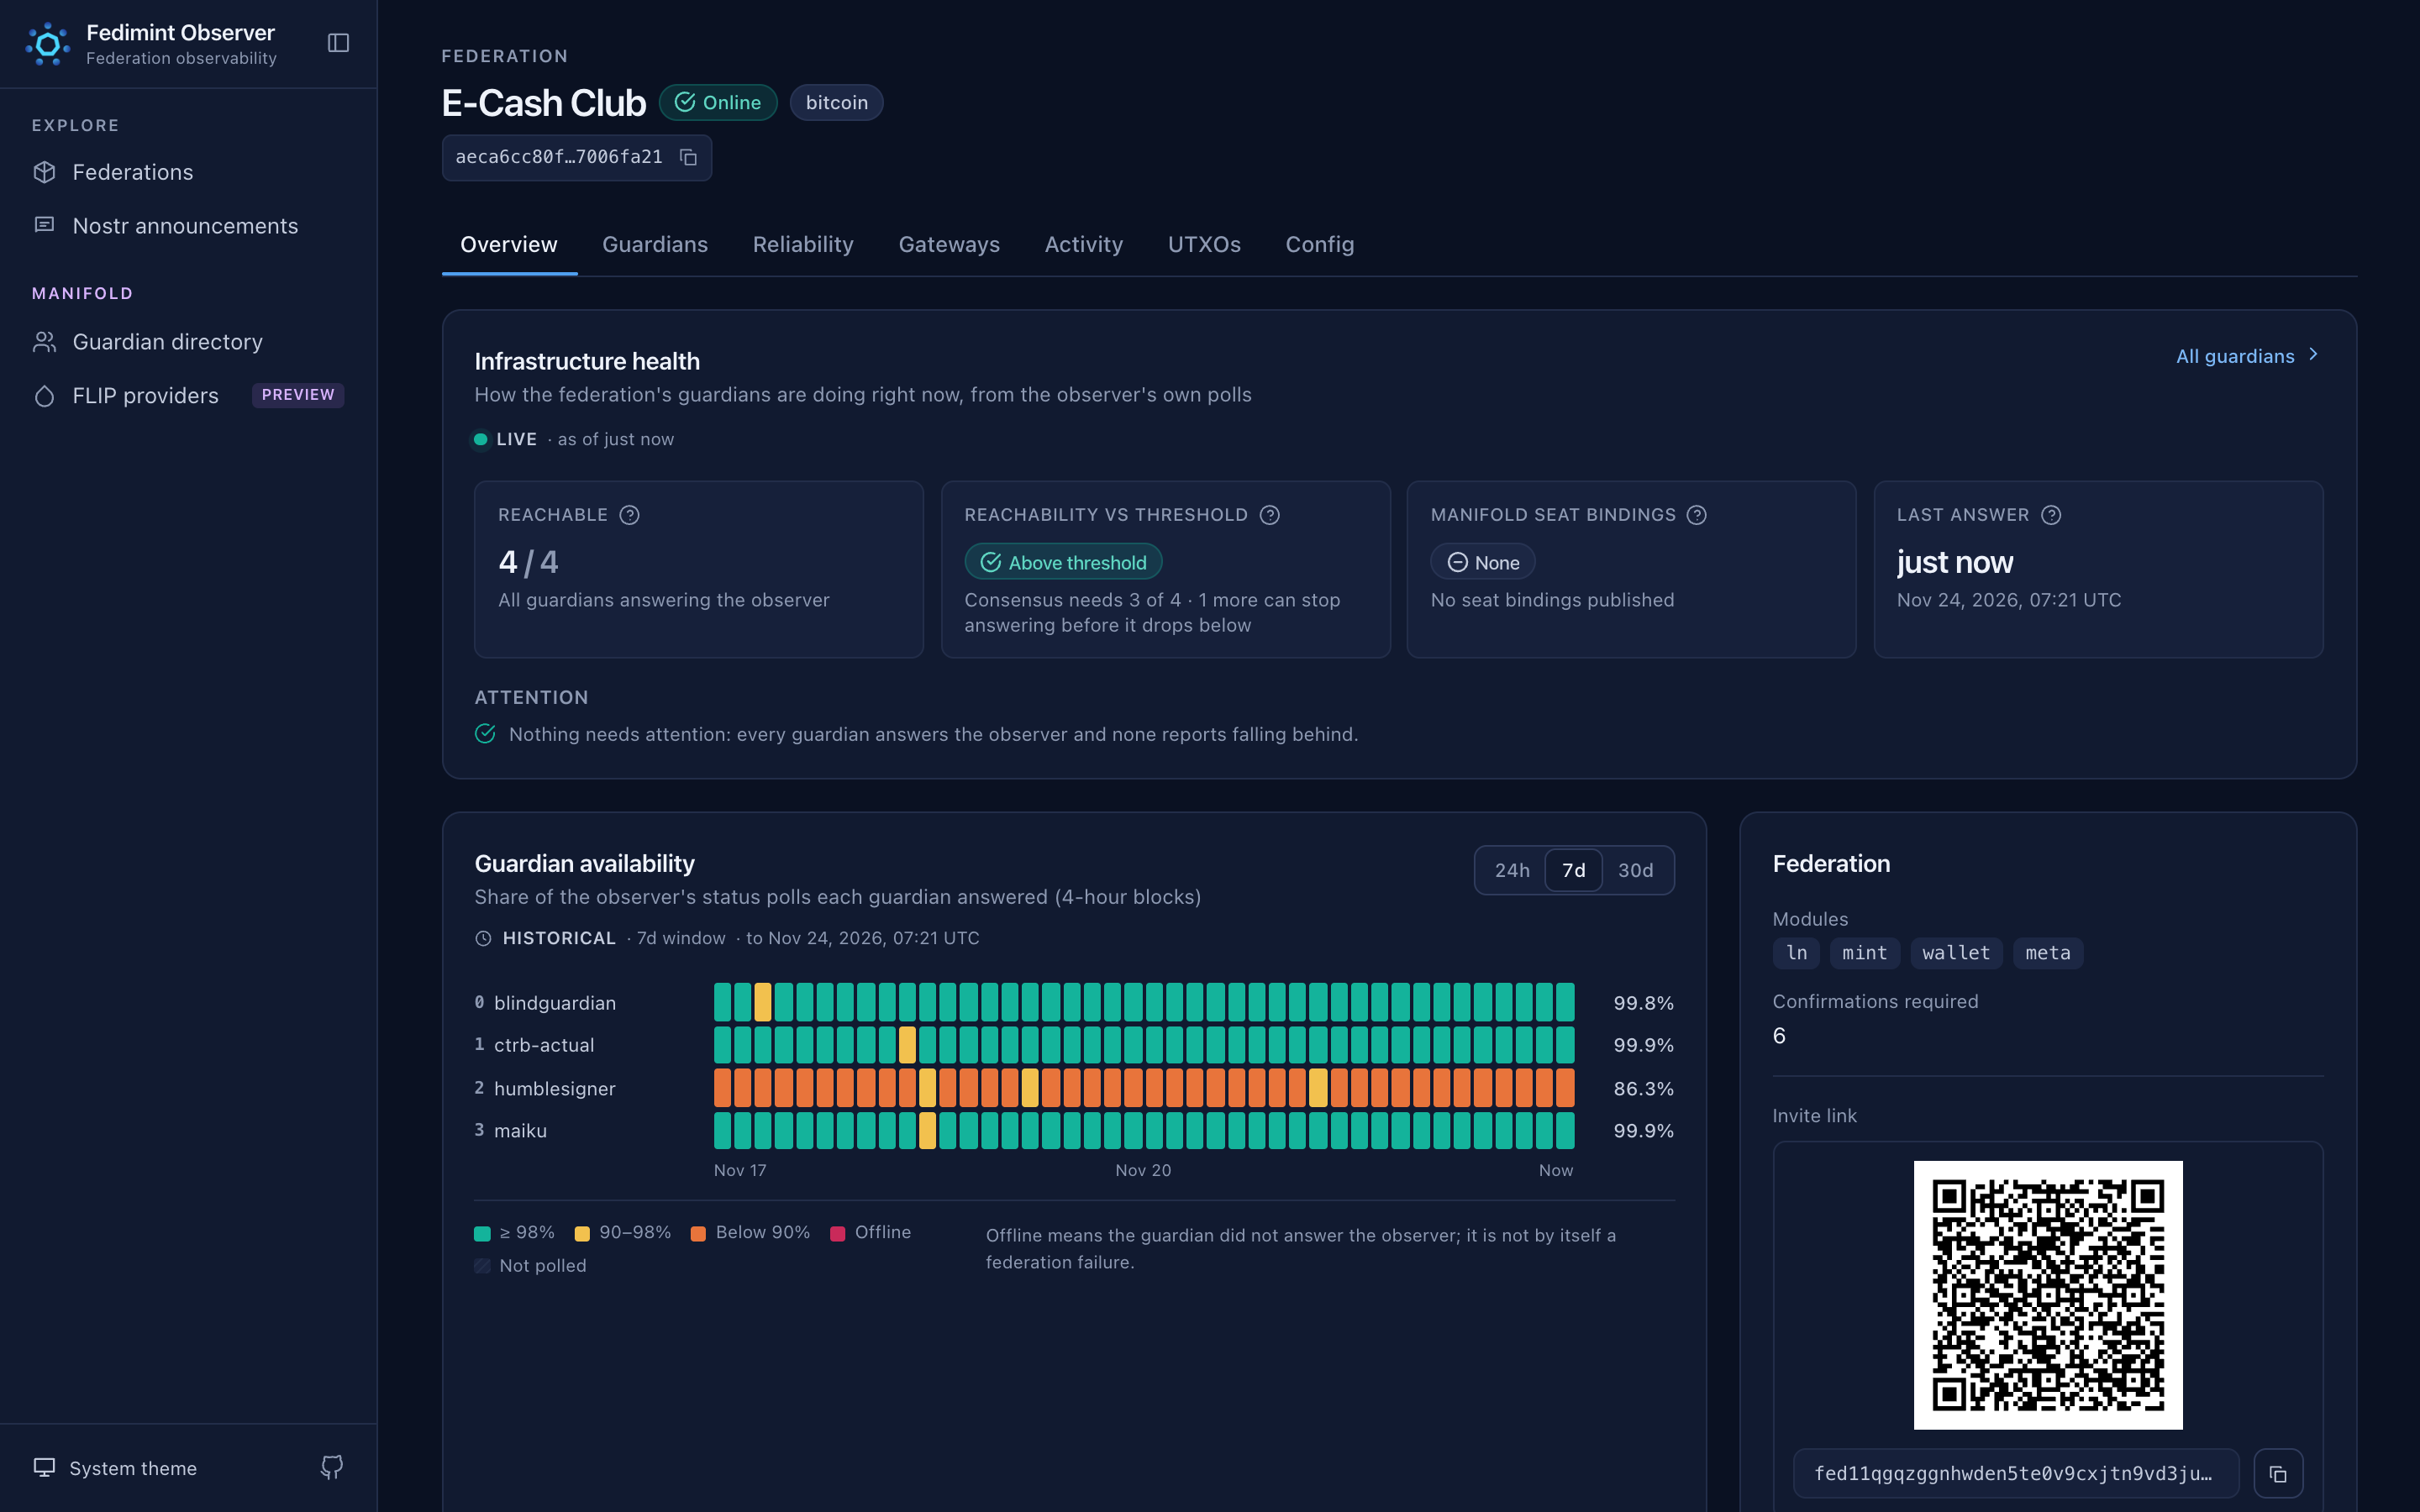 Fedimint Observer
Federation observability
EXPLORE
Federations
Nostr announcements
MANIFOLD
Guardian directory
FLIP providers PREVIEW
System theme
FEDERATION
E-Cash Club Online bitcoin
aeca6cc80f…7006fa21
Overview Guardians Reliability Gateways Activity UTXOs Config
Infrastructure health
All guardians
How the federation's guardians are doing right now, from the observer's own polls
LIVE · as of just now
REACHABLE
4 / 4
All guardians answering the observer
REACHABILITY VS THRESHOLD
Above threshold
Consensus needs 3 of 4 · 1 more can stop
answering before it drops below
MANIFOLD SEAT BINDINGS
None
No seat bindings published
LAST ANSWER
just now
Nov 24, 2026, 07:21 UTC
ATTENTION
Nothing needs attention: every guardian answers the observer and none reports falling behind.
Guardian availability
24h 7d 30d
Share of the observer's status polls each guardian answered (4-hour blocks)
HISTORICAL · 7d window · to Nov 24, 2026, 07:21 UTC
0 blindguardian 99.8%
1 ctrb-actual 99.9%
2 humblesigner 86.3%
3 maiku 99.9%
Nov 17 Nov 20 Now
≥ 98% 90–98% Below 90% Offline
Not polled
Offline means the guardian did not answer the observer; it is not by itself a
federation failure.
Federation
Modules
ln mint wallet meta
Confirmations required
6
Invite link
fed11qgqzggnhwden5te0v9cxjtn9vd3ju…